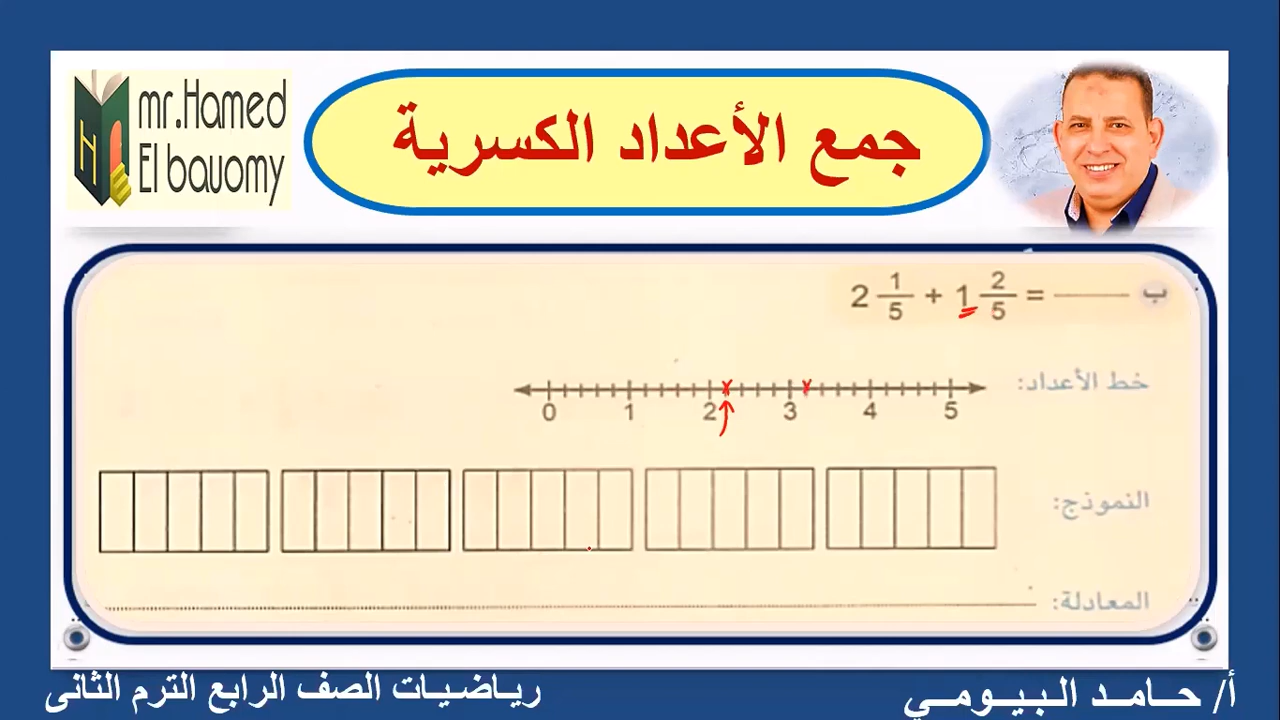 mr.Hamed
El bauomy
جمع الأعداد الكسرية
ب 2 1/5 + 1 2/5 =
خط الأعداد:
0 1 2 3 4 5
النموذج:
المعادلة:
أ/ حامد البيومي
رياضيات الصف الرابع الترم الثانى